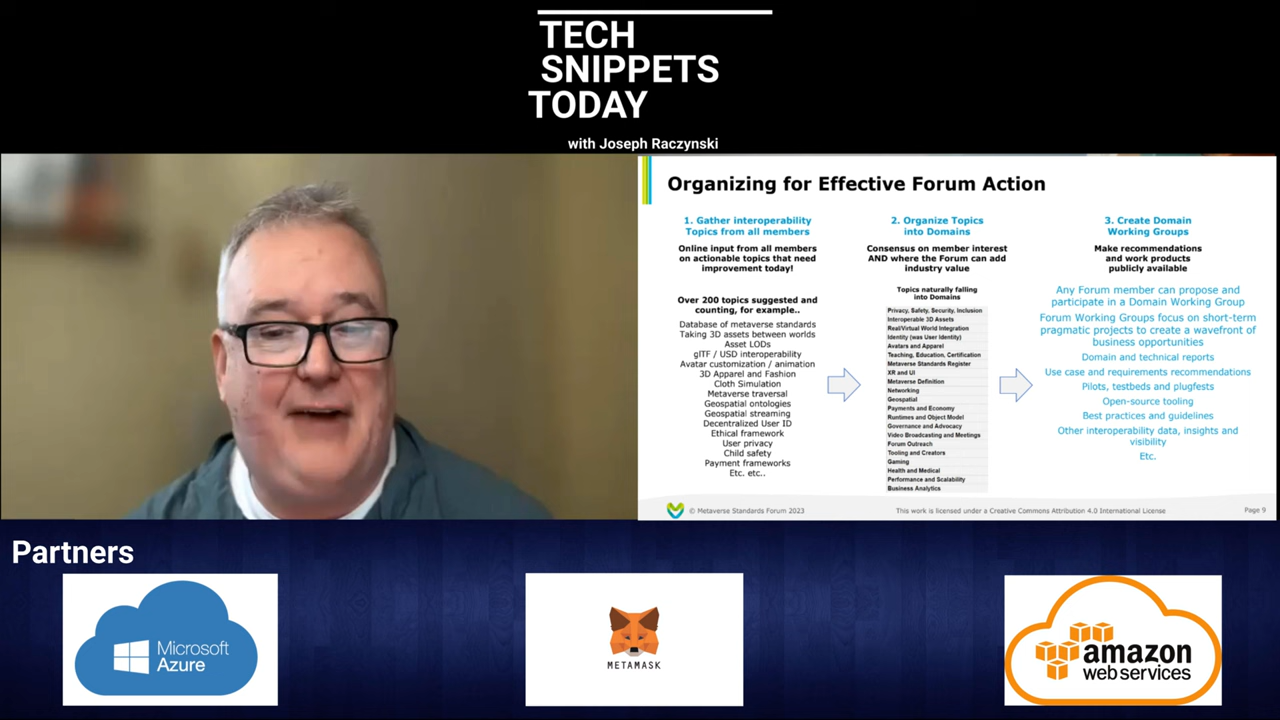 TECH
SNIPPETS
TODAY
with Joseph Raczynski
Organizing for Effective Forum Action
1. Gather interoperability
Topics from all members
Online input from all members
on actionable topics that need
improvement today!
Over 200 topics suggested and
counting, for example..
Database of metaverse standards
Taking 3D assets between worlds
Asset LODs
glTF / USD interoperability
Avatar customization / animation
3D Apparel and Fashion
Cloth Simulation
Metaverse traversal
Geospatial ontologies
Geospatial streaming
Decentralized User ID
Ethical framework
User privacy
Child safety
Payment frameworks
Etc. etc..
2. Organize Topics
into Domains
Consensus on member interest
AND where the Forum can add
industry value
Topics naturally falling
into Domains
Privacy, Safety, Security, Inclusion
Interoperable 3D Assets
Real/Virtual World Integration
Identity (was User Identity)
Avatars and Apparel
Teaching, Education, Certification
Metaverse Standards Register
XR and UI
Metaverse Definition
Networking
Geospatial
Payments and Economy
Runtimes and Object Model
Governance and Advocacy
Video Broadcasting and Meetings
Forum Outreach
Tooling and Creators
Gaming
Health and Medical
Performance and Scalability
Business Analytics
3. Create Domain
Working Groups
Make recommendations
and work products
publicly available
Any Forum member can propose and
participate in a Domain Working Group
Forum Working Groups focus on short-term
pragmatic projects to create a wavefront of
business opportunities
Domain and technical reports
Use case and requirements recommendations
Pilots, testbeds and plugfests
Open-source tooling
Best practices and guidelines
Other interoperability data, insights and
visibility
Etc.
© Metaverse Standards Forum 2023
This work is licensed under a Creative Commons Attribution 4.0 International License
Page 9
Partners
Microsoft
Azure
METAMASK
amazon
web services